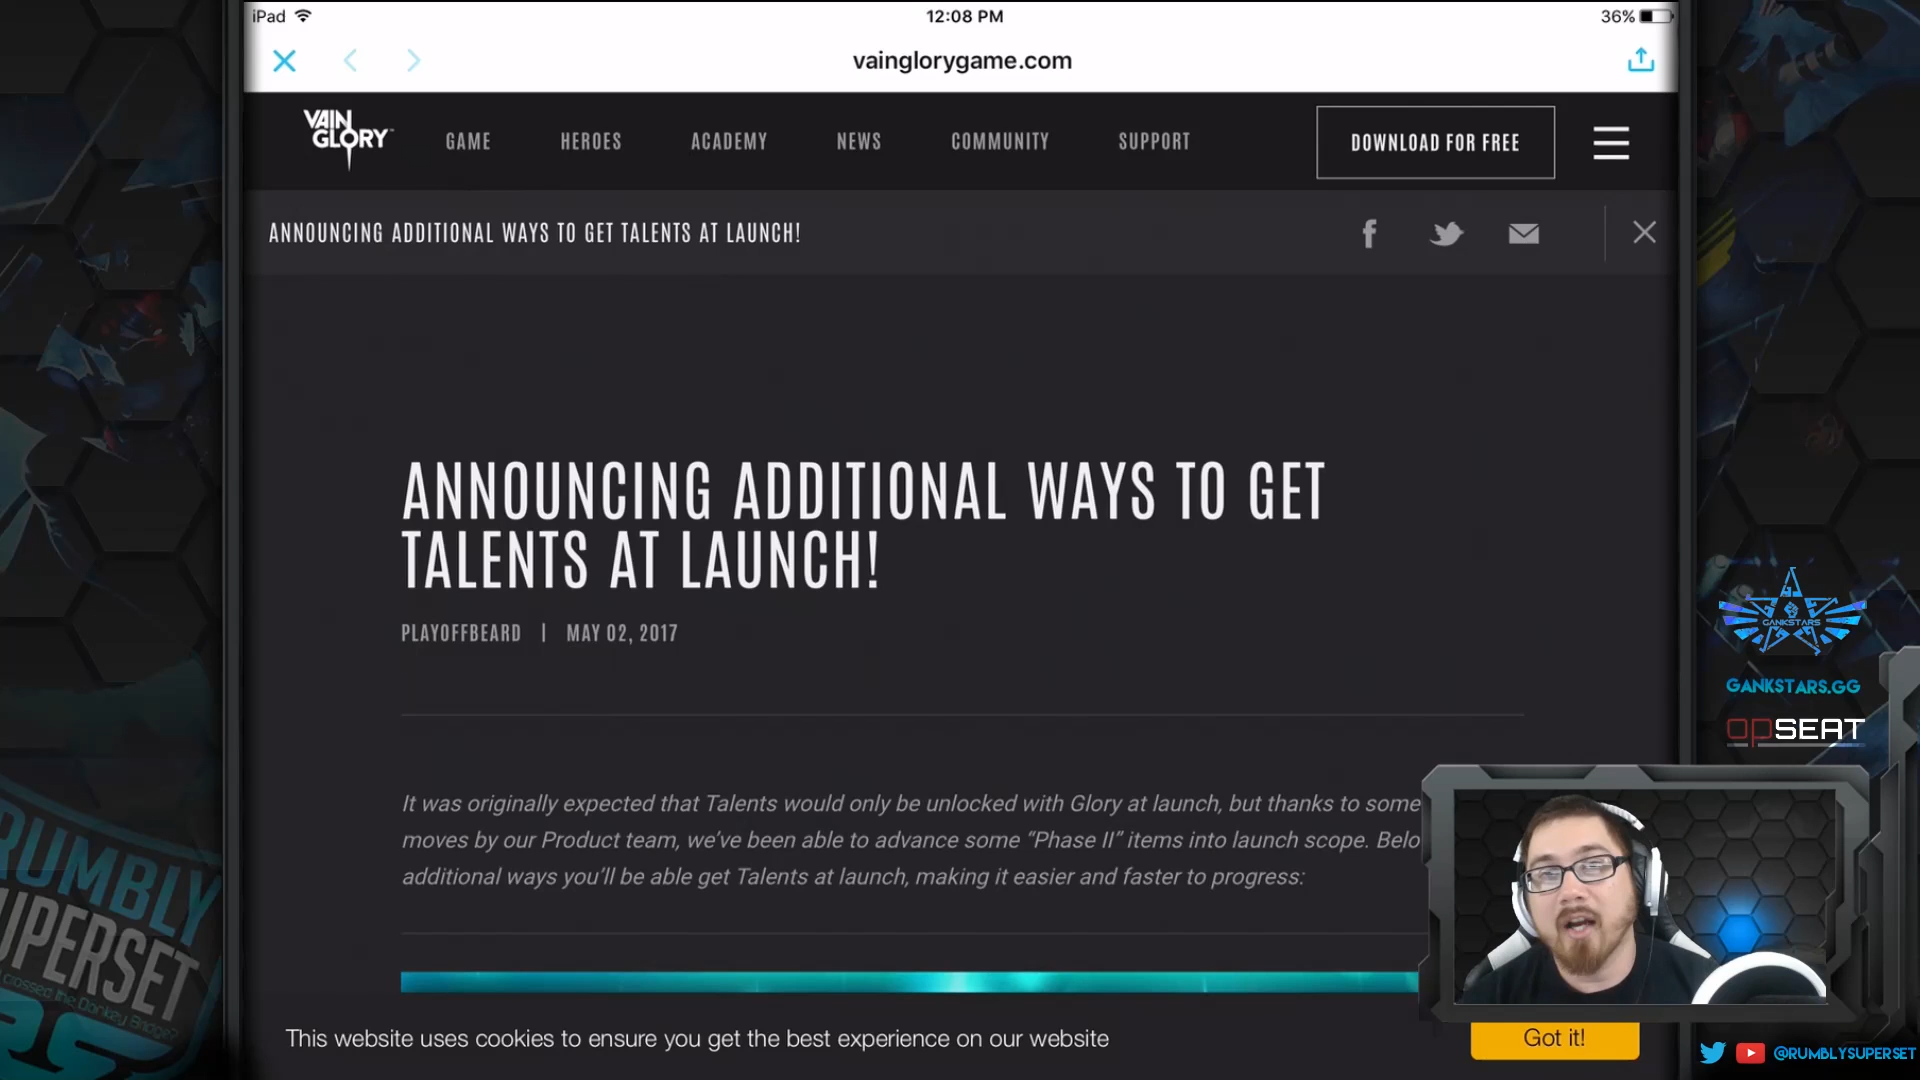 iPad
12:08 PM
36%
vainglorygame.com
VAIN
GLORY
GAME
HEROES
ACADEMY
NEWS
COMMUNITY
SUPPORT
DOWNLOAD FOR FREE
ANNOUNCING ADDITIONAL WAYS TO GET TALENTS AT LAUNCH!
ANNOUNCING ADDITIONAL WAYS TO GET
TALENTS AT LAUNCH!
PLAYOFFBEARD | MAY 02, 2017
It was originally expected that Talents would only be unlocked with Glory at launch, but thanks to some
moves by our Product team, we've been able to advance some “Phase II” items into launch scope. Belo
additional ways you'll be able get Talents at launch, making it easier and faster to progress:
This website uses cookies to ensure you get the best experience on our website
Got it!
GANKSTARS
GANKSTARS.GG
opSEAT
@RUMBLYSUPERSET
RUMBLY
SUPERSET
crossed the Donkey Bridge?